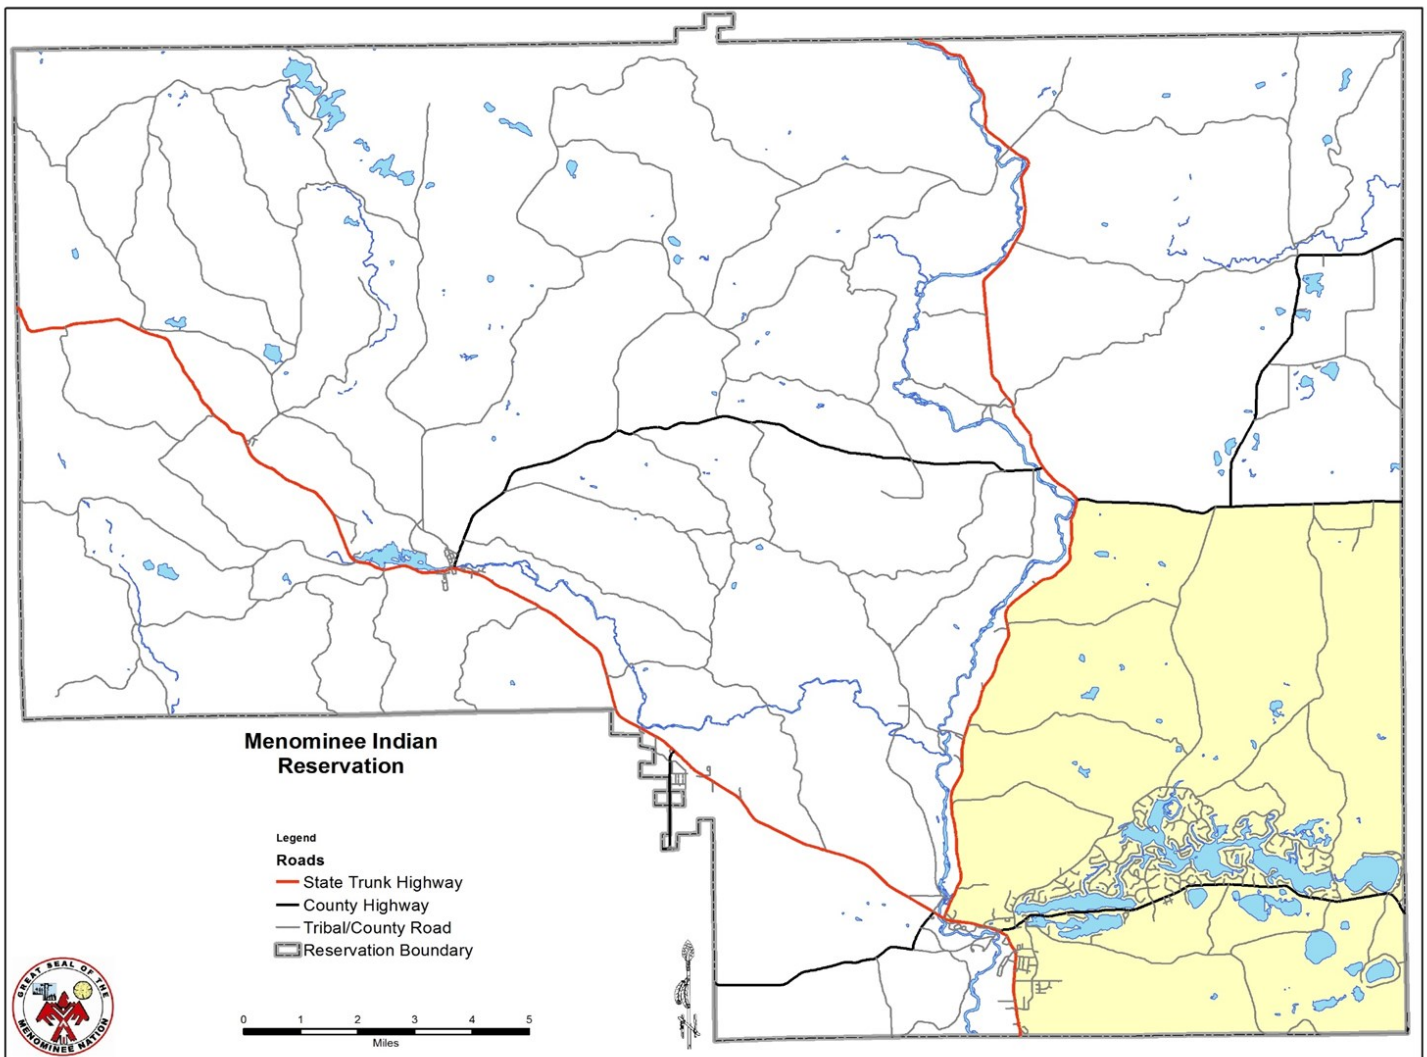 Menominee Indian
Reservation
Legend
Roads
State Trunk Highway
County Highway
Tribal/County Road
Reservation Boundary
GREAT SEAL OF THE
MENOMINEE NATION
0 1 2 3 4 5
Miles